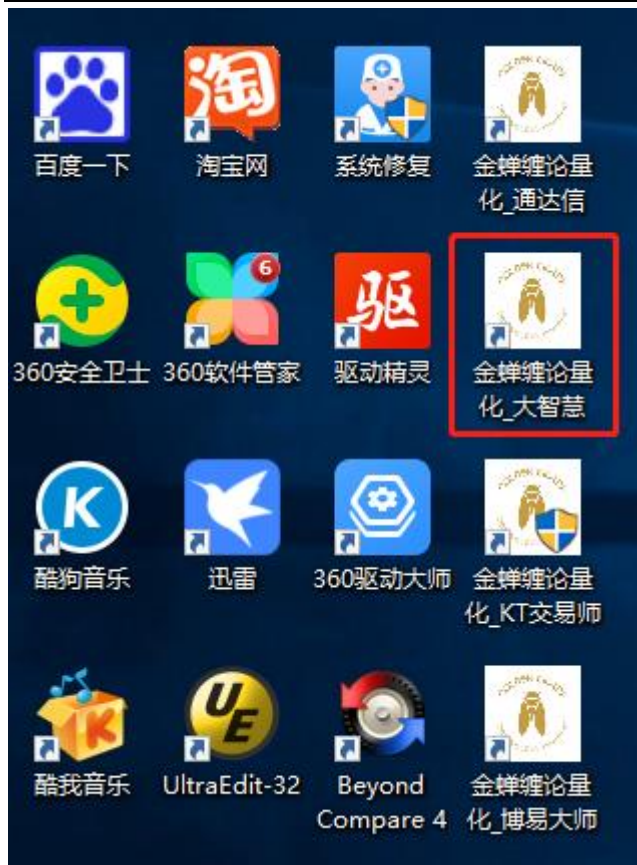 淘
驱
6
K
K
UE
百度一下
淘宝网
系统修复
金蝉缠论量
化_通达信
360安全卫士
360软件管家
驱动精灵
金蝉缠论量
化_大智慧
酷狗音乐
迅雷
360驱动大师
金蝉缠论量
化_KT交易师
酷我音乐
UltraEdit-32
Beyond
Compare 4
金蝉缠论量
化_博易大师